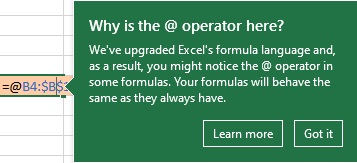 Why is the @ operator here?
We've upgraded Excel's formula language and,
as a result, you might notice the @ operator in
some formulas. Your formulas will behave the
same as they always have.
=@B4:$B$
Learn more
Got it